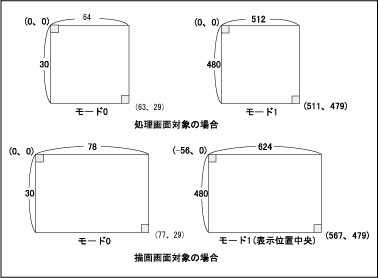 (0、0)
64
30
(63、29)
モード0
(0、0)
512
480
(511、479)
モード1
処理画面対象の場合
(0、0)
78
30
(77、29)
モード0
(-56、0)
624
480
(567、479)
モード1(表示位置中央)
描画画面対象の場合